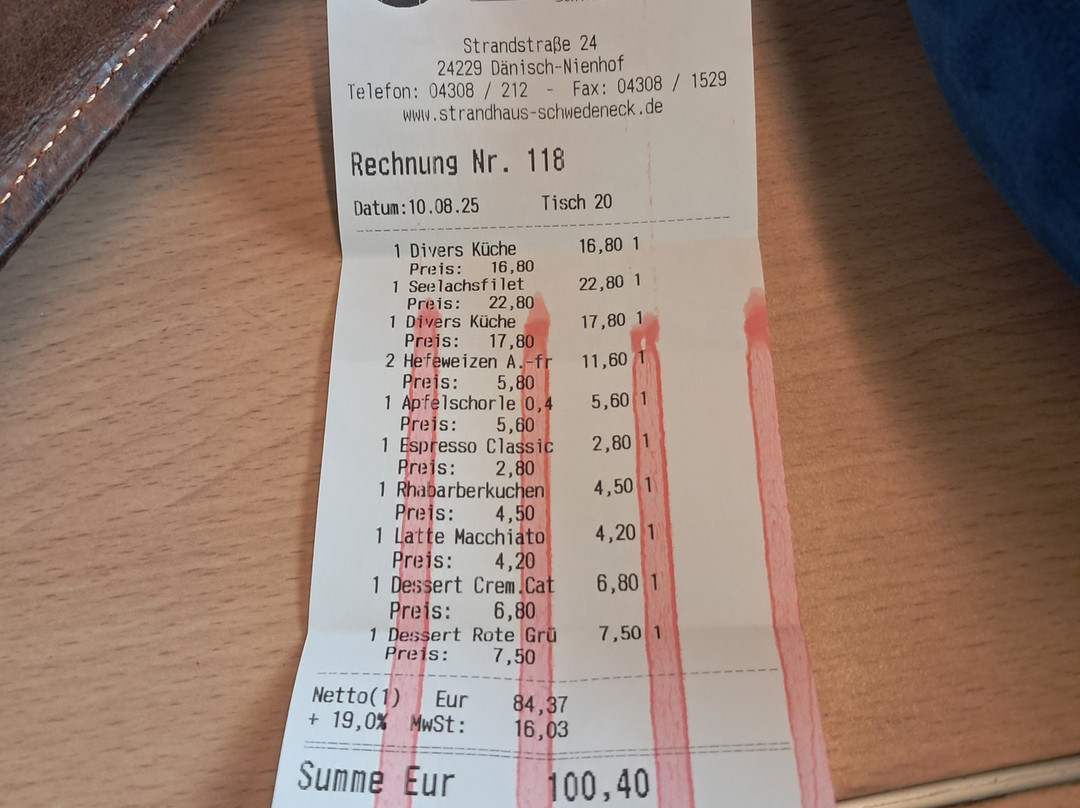 Strandstraße 24
24229 Dänisch-Nienhof
Telefon: 04308 / 212 - Fax: 04308 / 1529
www.strandhaus-schwedeneck.de
Rechnung Nr. 118
Datum:10.08.25 Tisch 20
1 Divers Küche 16,80 1
Preis: 16,80
1 Seelachsfilet 22,80 1
Preis: 22,80
1 Divers Küche 17,80 1
Preis: 17,80
2 Hefeweizen A.-fr 11,60 1
Preis: 5,80
1 Apfelschorle 0,4 5,60 1
Preis: 5,60
1 Espresso Classic 2,80 1
Preis: 2,80
1 Rhabarberkuchen 4,50 1
Preis: 4,50
1 Latte Macchiato 4,20 1
Preis: 4,20
1 Dessert Crem.Cat 6,80 1
Preis: 6,80
1 Dessert Rote Grü 7,50 1
Preis: 7,50
Netto(1) Eur 84,37
+ 19,0% MwSt: 16,03
Summe Eur 100,40